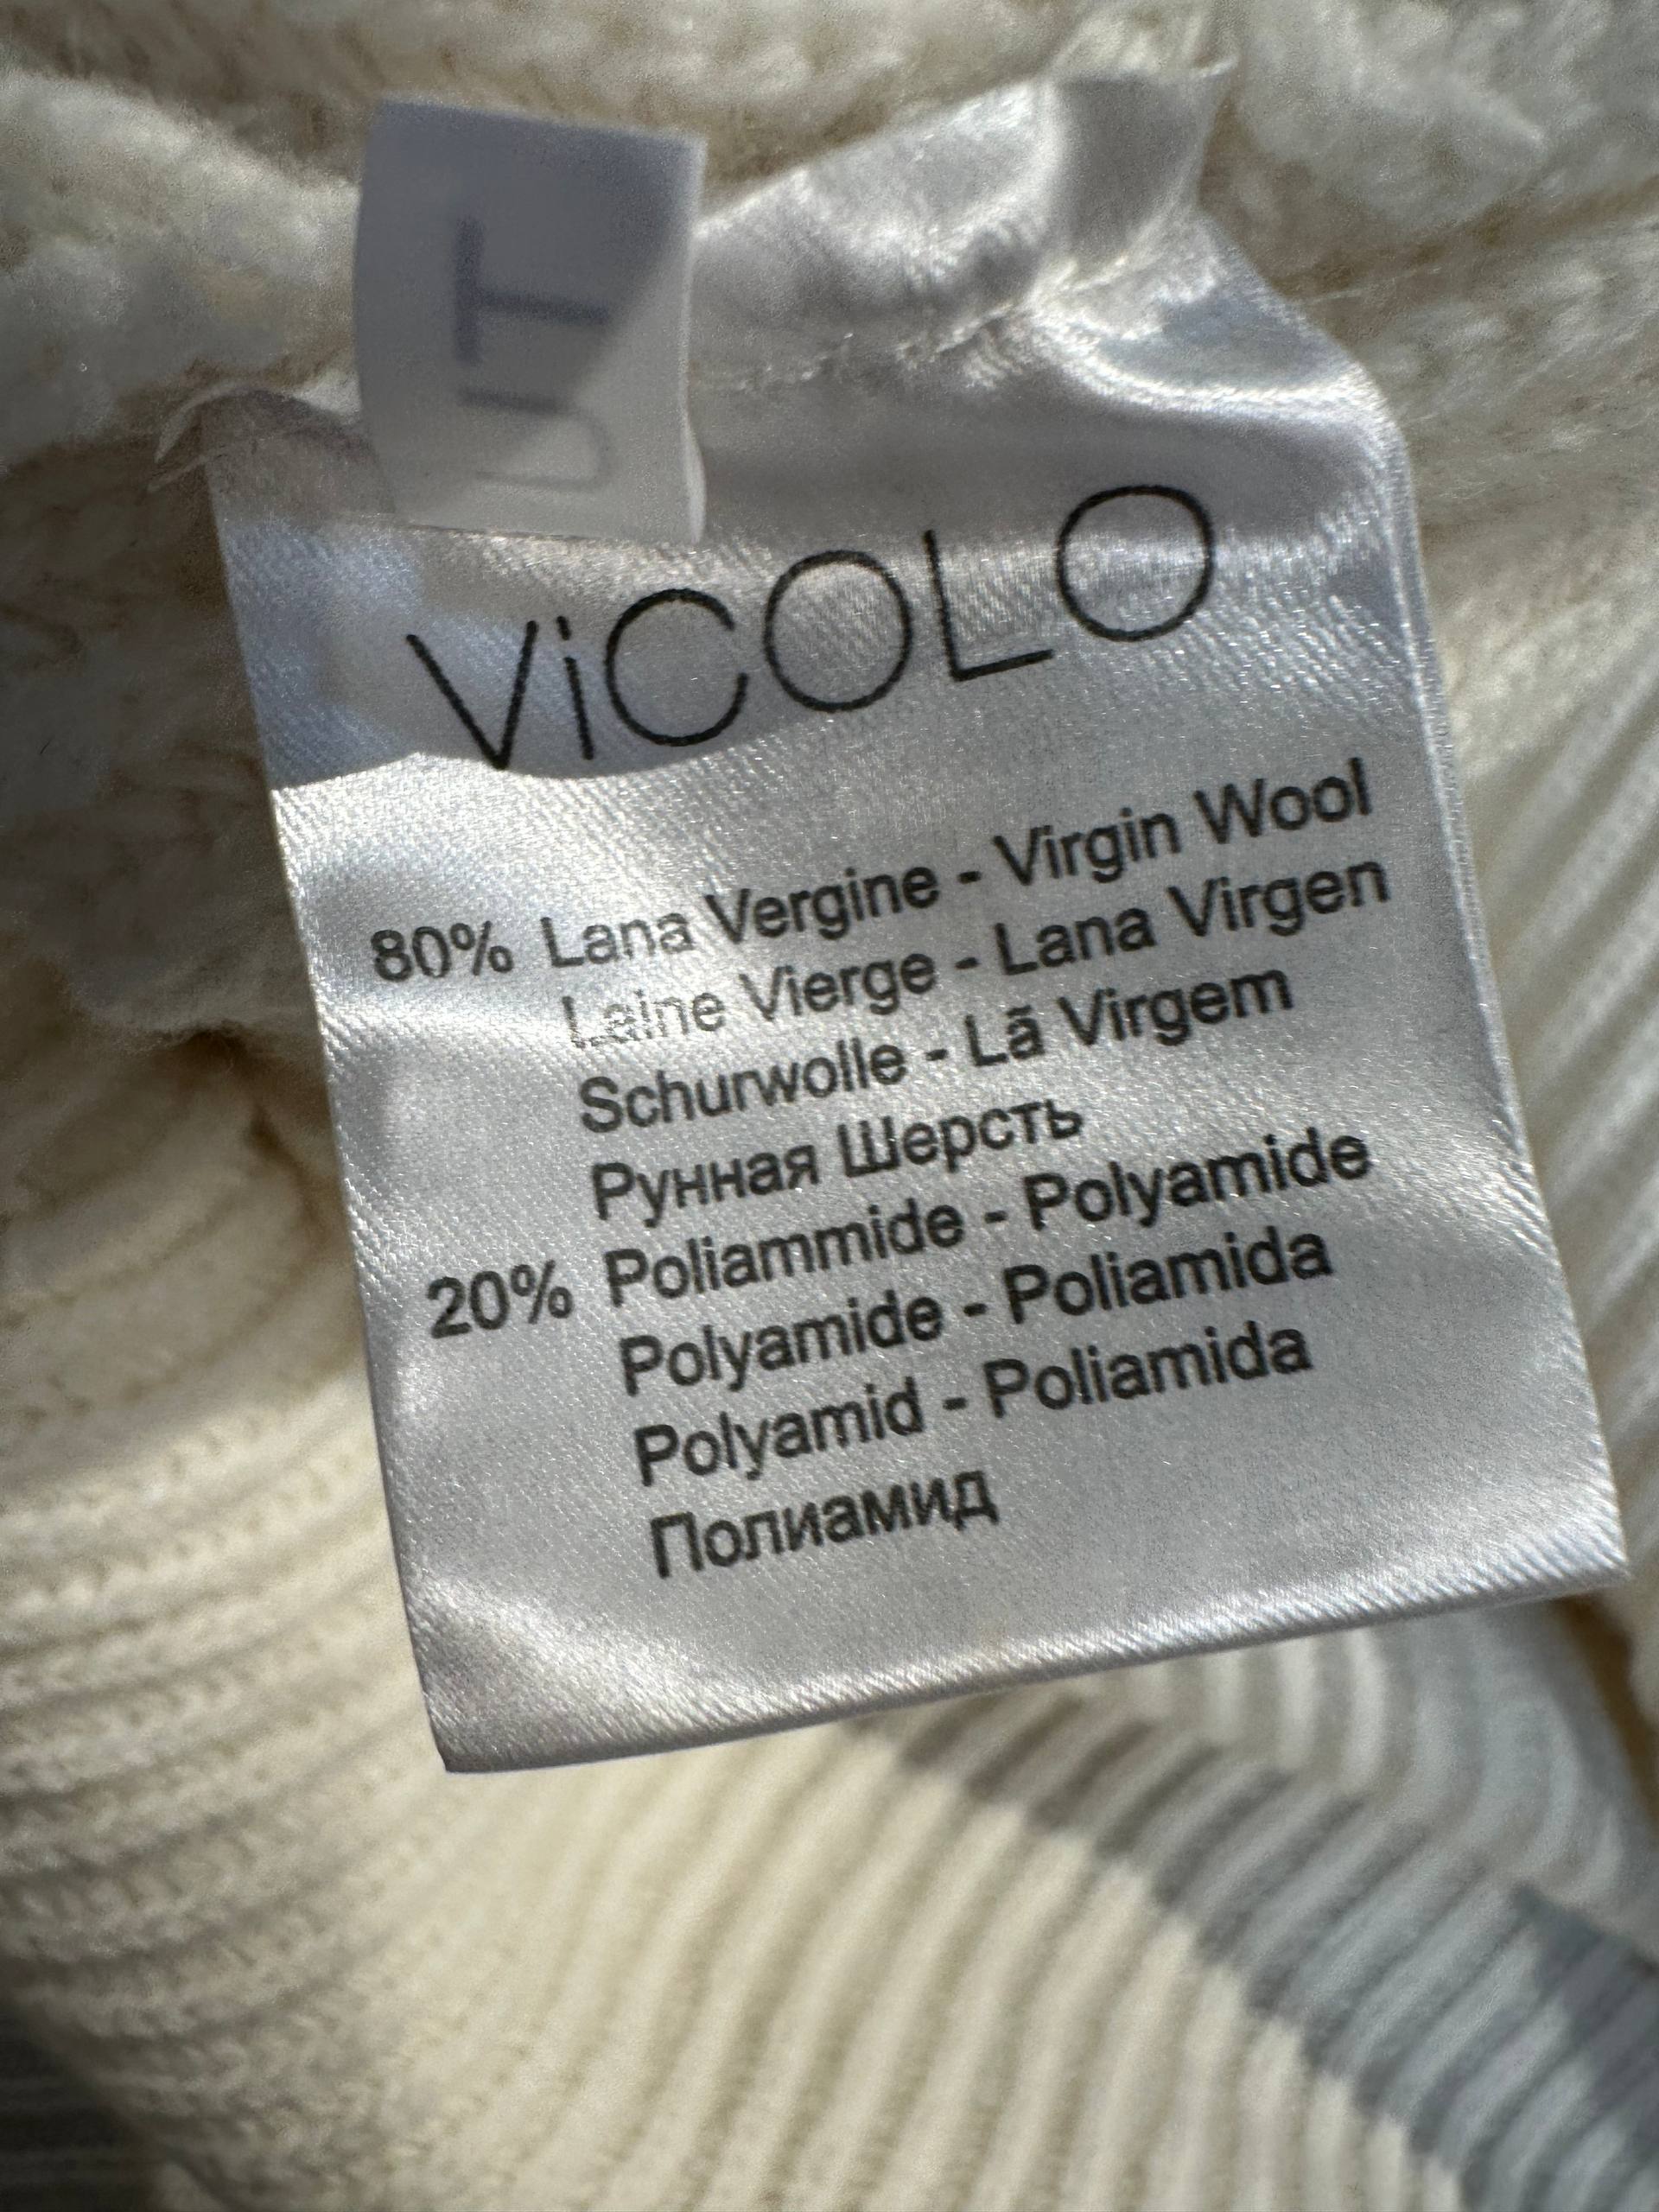 ViCOLO
80% Lana Vergine - Virgin Wool
Laine Vierge - Lana Virgen
Schurwolle - Lã Virgem
Рунная Шерсть
20% Poliammide - Polyamide
Polyamide - Poliamida
Polyamid - Poliamida
Полиамид